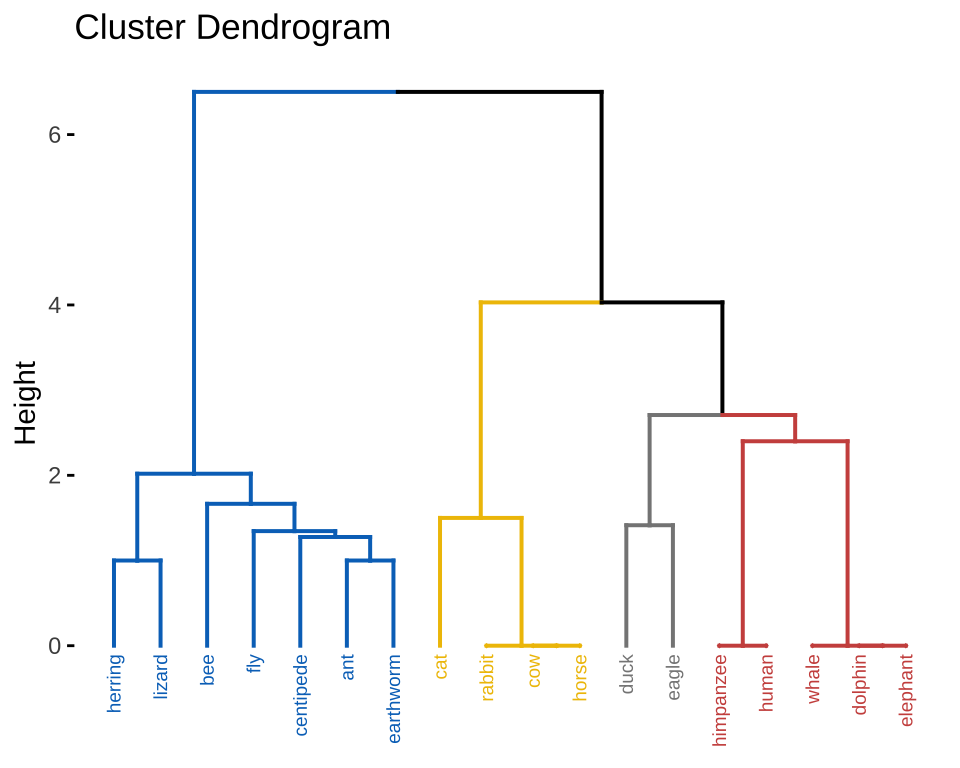 Cluster Dendrogram
Height
6
4
2
0
herring
lizard
bee
fly
centipede
ant
earthworm
cat
rabbit
cow
horse
duck
eagle
himpanzee
human
whale
dolphin
elephant